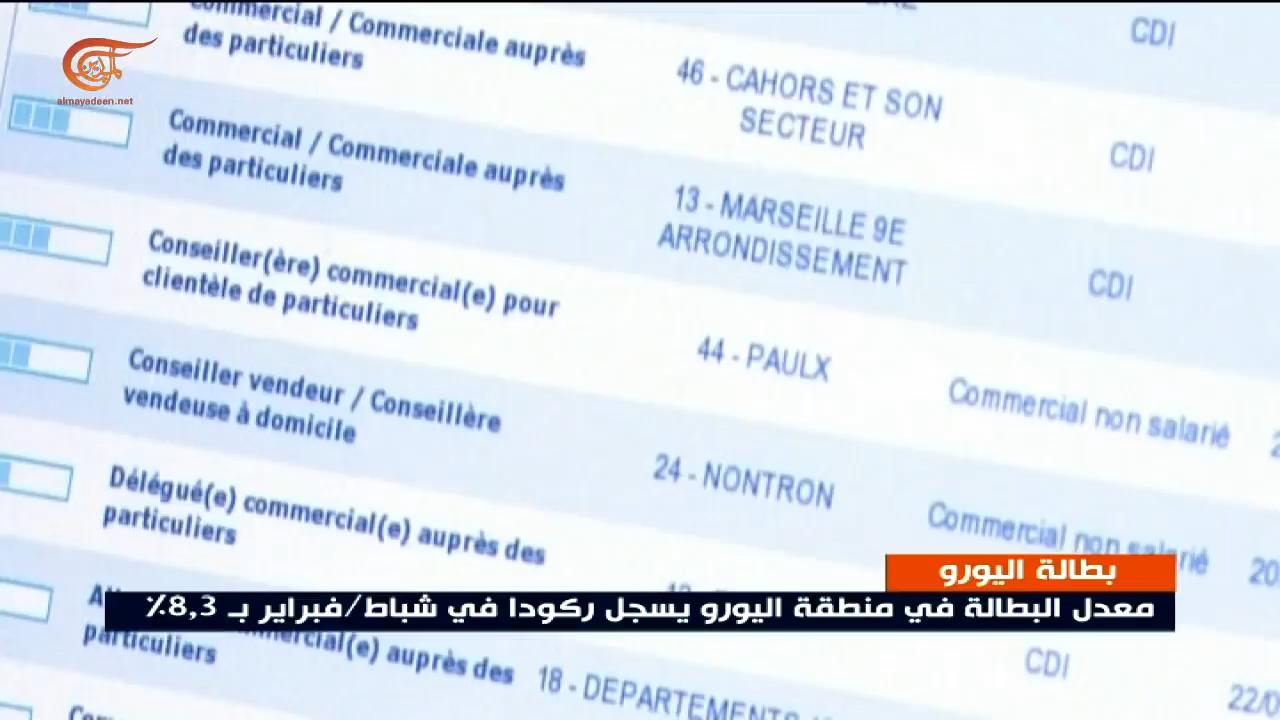 Commercial / Commerciale auprès
des particuliers
CDI
almayadeen.net
46 - CAHORS ET SON
SECTEUR
CDI
Commercial / Commerciale auprès
des particuliers
13 - MARSEILLE 9E
ARRONDISSEMENT
CDI
Conseiller(ère) commercial(e) pour
clientèle de particuliers
44 - PAULX
Commercial non salarié
Conseiller vendeur / Conseillère
vendeuse à domicile
24 - NONTRON
Commercial non salarié
Délégué(e) commercial(e) auprès des
particuliers
بطالة اليورو
معدل البطالة في منطقة اليورو يسجل ركودا في شباط/فبراير بـ 8,3٪
auprès des
particuliers
18 - DEPARTEMENTS
CDI